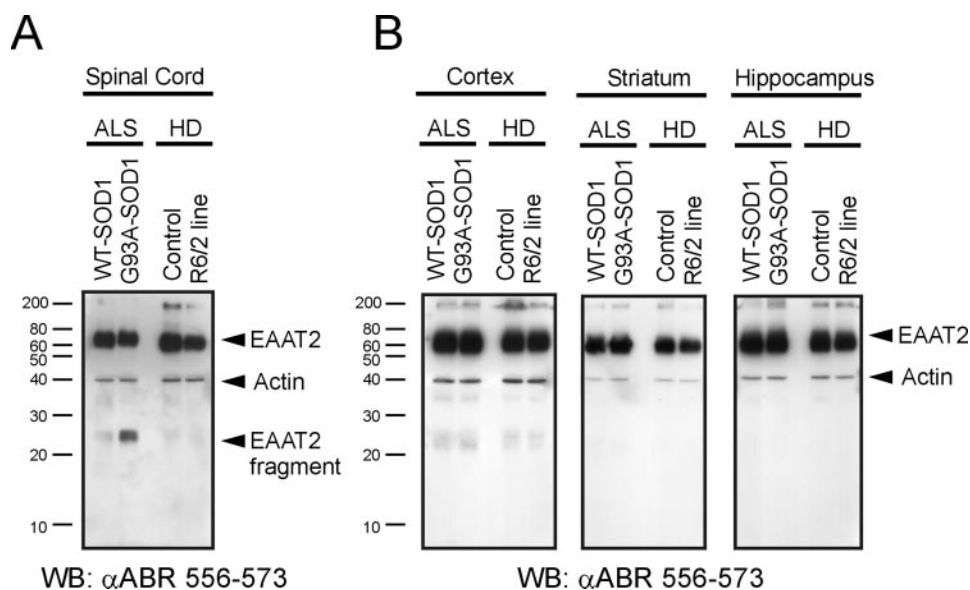 A
B
Spinal Cord
Cortex
Striatum
Hippocampus
ALS HD
ALS HD
ALS HD
ALS HD
WT-SOD1
G93A-SOD1
Control
R6/2 line
WT-SOD1
G93A-SOD1
Control
R6/2 line
WT-SOD1
G93A-SOD1
Control
R6/2 line
WT-SOD1
G93A-SOD1
Control
R6/2 line
200
80
60
50
40
30
20
10
EAAT2
Actin
EAAT2
fragment
200
80
60
50
40
30
20
10
EAAT2
Actin
WB: αABR 556-573
WB: αABR 556-573